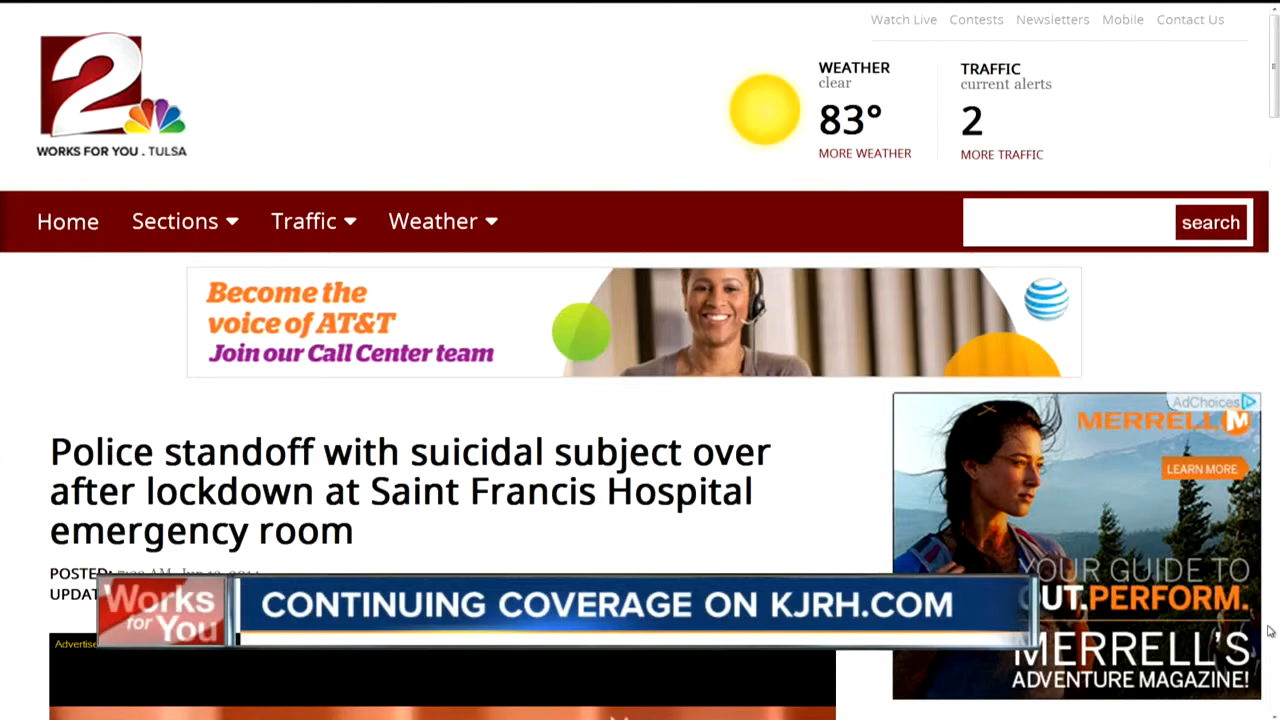 Watch Live Contests Newsletters Mobile Contact Us
2
WORKS FOR YOU . TULSA
WEATHER
clear
83°
MORE WEATHER
TRAFFIC
current alerts
2
MORE TRAFFIC
Home Sections Traffic Weather
search
Become the
voice of AT&T
Join our Call Center team
Police standoff with suicidal subject over
after lockdown at Saint Francis Hospital
emergency room
POSTED:
UPDAT
Works
for You
CONTINUING COVERAGE ON KJRH.COM
Advertise
AdChoices
MERRELL M
LEARN MORE
YOUR GUIDE TO
OUT.PERFORM.
MERRELL'S
ADVENTURE MAGAZINE!